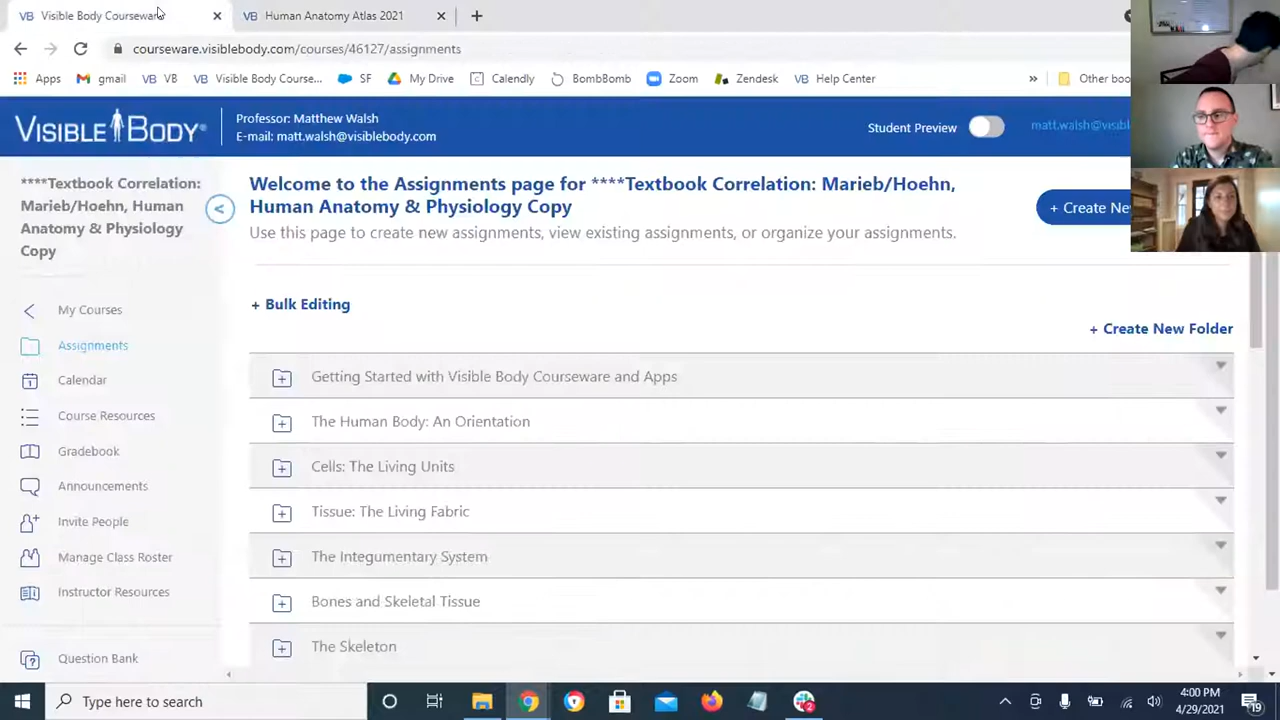 Visible Body Courseware
Human Anatomy Atlas 2021
courseware.visiblebody.com/courses/46127/assignments
Apps
gmail
VB
Visible Body Course...
SF
My Drive
Calendly
BombBomb
Zoom
Zendesk
Help Center
»
Other boo
VISIBLE BODY®
Professor: Matthew Walsh
E-mail: matt.walsh@visiblebody.com
Student Preview
matt.walsh@visibl
****Textbook Correlation:
Marieb/Hoehn, Human
Anatomy & Physiology
Copy
<
My Courses
Assignments
Calendar
Course Resources
Gradebook
Announcements
Invite People
Manage Class Roster
Instructor Resources
Question Bank
Welcome to the Assignments page for ****Textbook Correlation: Marieb/Hoehn,
Human Anatomy & Physiology Copy
+ Create Ne
Use this page to create new assignments, view existing assignments, or organize your assignments.
+ Bulk Editing
+ Create New Folder
Getting Started with Visible Body Courseware and Apps
The Human Body: An Orientation
Cells: The Living Units
Tissue: The Living Fabric
The Integumentary System
Bones and Skeletal Tissue
The Skeleton
Type here to search
4:00 PM
4/29/2021
19